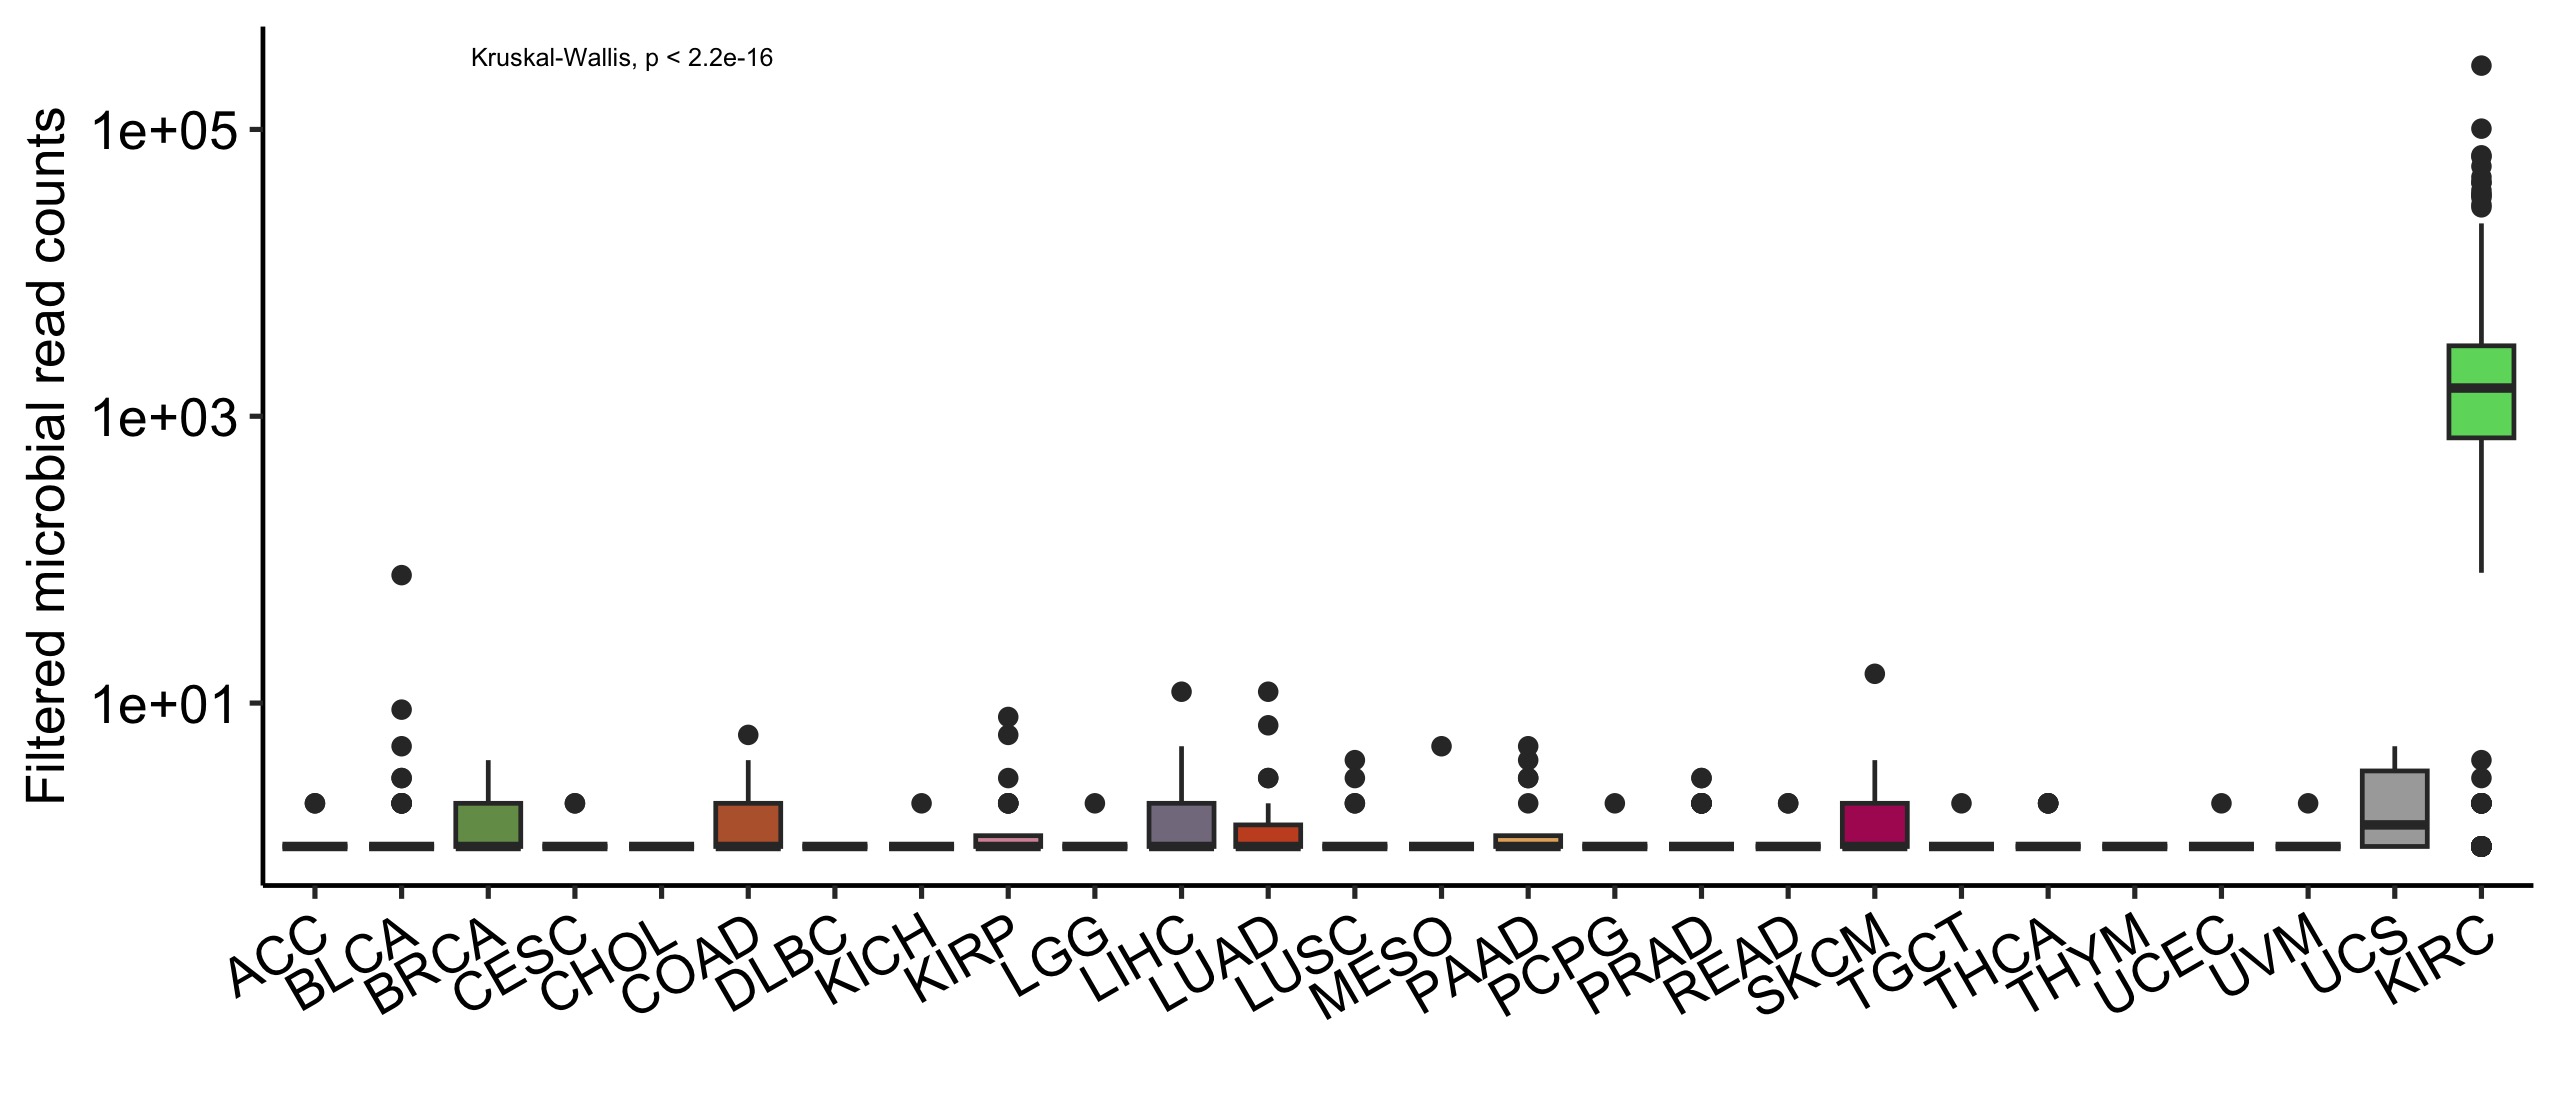 Kruskal-Wallis, p < 2.2e-16
Filtered microbial read counts
1e+05
1e+03
1e+01
ACC
BLCA
BRCA
CESC
CHOL
COAD
DLBC
KICH
KIRP
LGG
LIHC
LUAD
LUSC
MESO
PAAD
PCPG
PRAD
READ
SKCM
TGCT
THCA
THYM
UCEC
UVM
UCS
KIRC